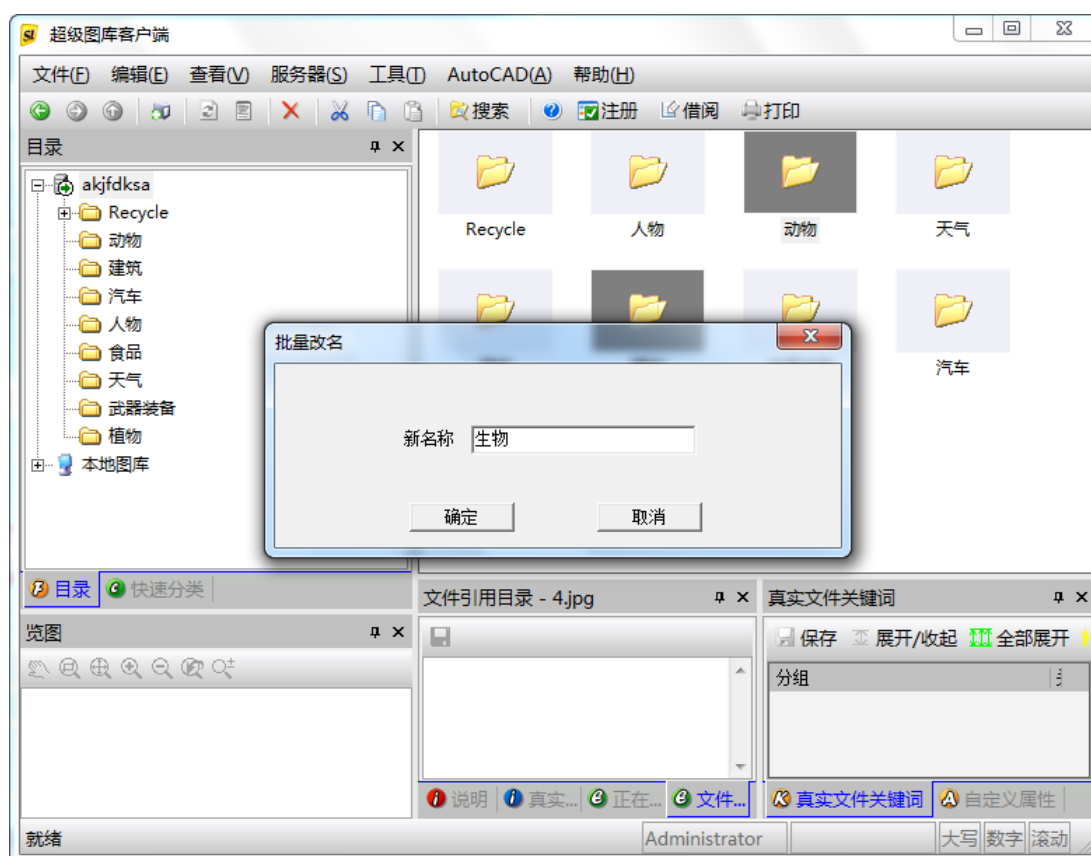 超级图库客户端
文件(F) 编辑(E) 查看(V) 服务器(S) 工具(T) AutoCAD(A) 帮助(H)
搜索 注册 借阅 打印
目录
akjfdksa
Recycle
动物
建筑
汽车
人物
食品
天气
武器装备
植物
本地图库
Recycle 人物 动物 天气
汽车
批量改名
新名称 生物
确定 取消
目录 快速分类
览图
文件引用目录 - 4.jpg
说明 真实... 正在... 文件...
真实文件关键词
保存 展开/收起 全部展开
分组
真实文件关键词 自定义属性
就绪 Administrator 大写 数字 滚动